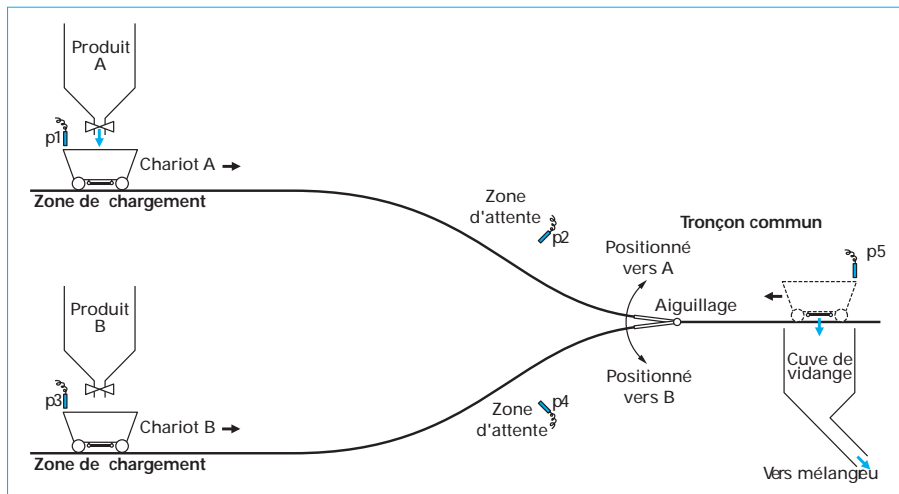 Produit
A
p1
Chariot A
Zone de chargement
Zone
d'attente
p2
Positionné
vers A
Tronçon commun
p5
Aiguillage
Produit
B
p3
Chariot B
Zone de chargement
Positionné
vers B
p4
Zone
d'attente
Cuve de
vidange
Vers mélangeu